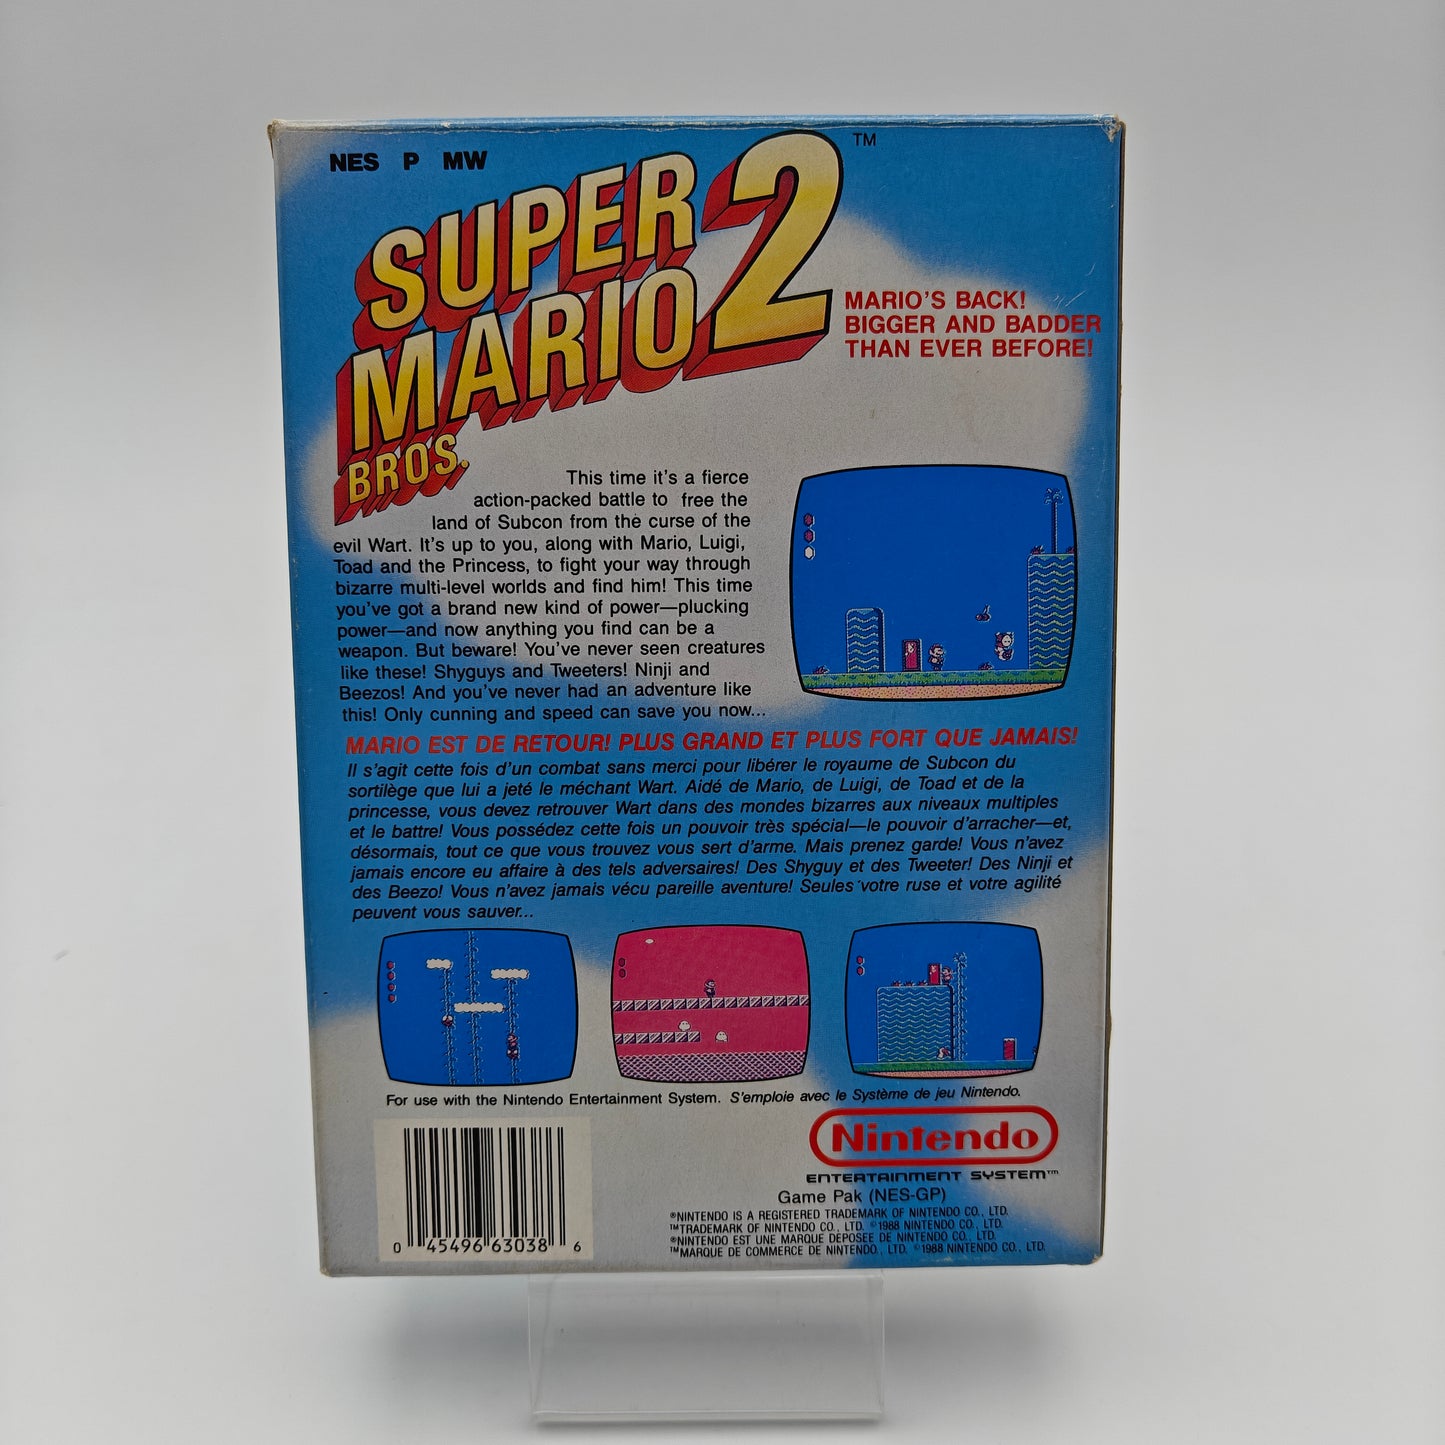 NES P MW
SUPER
MARIO
BROS.
2™
MARIO'S BACK!
BIGGER AND BADDER
THAN EVER BEFORE!
This time it's a fierce
action-packed battle to free the
land of Subcon from the curse of the
evil Wart. It's up to you, along with Mario, Luigi,
Toad and the Princess, to fight your way through
bizarre multi-level worlds and find him! This time
you've got a brand new kind of power—plucking
power—and now anything you find can be a
weapon. But beware! You've never seen creatures
like these! Shyguys and Tweeters! Ninji and
Beezos! And you've never had an adventure like
this! Only cunning and speed can save you now...
MARIO EST DE RETOUR! PLUS GRAND ET PLUS FORT QUE JAMAIS!
Il s'agit cette fois d'un combat sans merci pour libérer le royaume de Subcon du
sortilège que lui a jeté le méchant Wart. Aidé de Mario, de Luigi, de Toad et de la
princesse, vous devez retrouver Wart dans des mondes bizarres aux niveaux multiples
et le battre! Vous possédez cette fois un pouvoir très spécial—le pouvoir d'arracher—et,
désormais, tout ce que vous trouvez vous sert d'arme. Mais prenez garde! Vous n'avez
jamais encore eu affaire à des tels adversaires! Des Shyguy et des Tweeter! Des Ninji et
des Beezo! Vous n'avez jamais vécu pareille aventure! Seules votre ruse et votre agilité
peuvent vous sauver...
For use with the Nintendo Entertainment System. S'emploie avec le Système de jeu Nintendo.
Nintendo
ENTERTAINMENT SYSTEM™
Game Pak (NES-GP)
®NINTENDO IS A REGISTERED TRADEMARK OF NINTENDO CO., LTD.
™TRADEMARK OF NINTENDO CO., LTD. ©1988 NINTENDO CO., LTD.
®NINTENDO EST UNE MARQUE DEPOSEE DE NINTENDO CO., LTD.
™MARQUE DE COMMERCE DE NINTENDO., LTD. ©1988 NINTENDO CO., LTD.
0 45496 63038 6